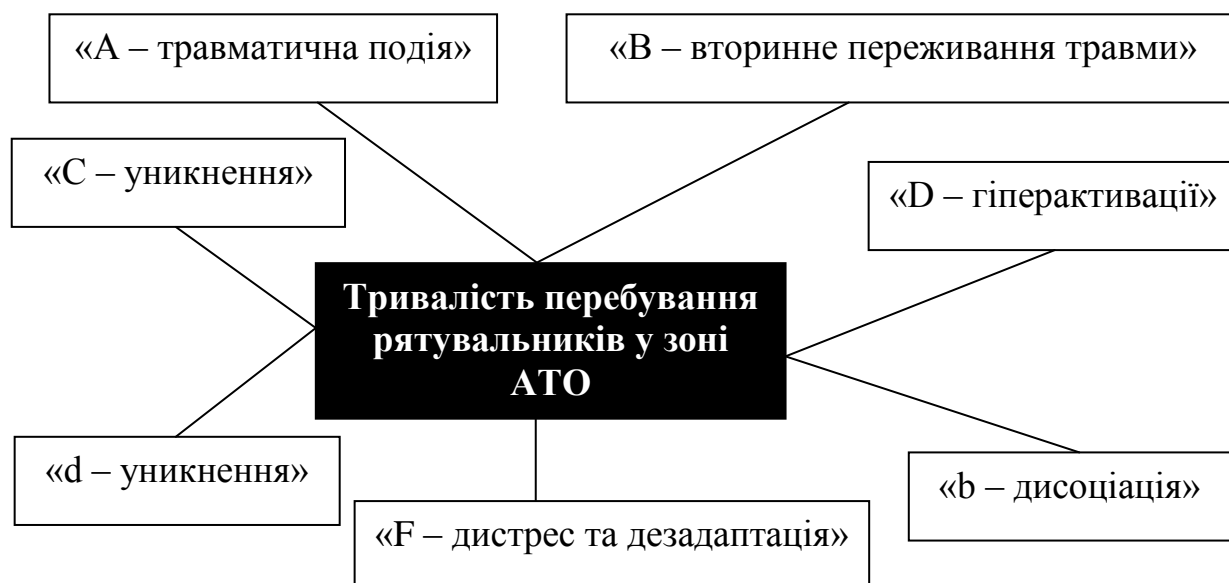 «А – травматична подія»
«В – вторинне переживання травми»
«С – уникнення»
«D – гіперактивації»
Тривалість перебування
рятувальників у зоні
АТО
«d – уникнення»
«b – дисоціація»
«F – дистрес та дезадаптація»